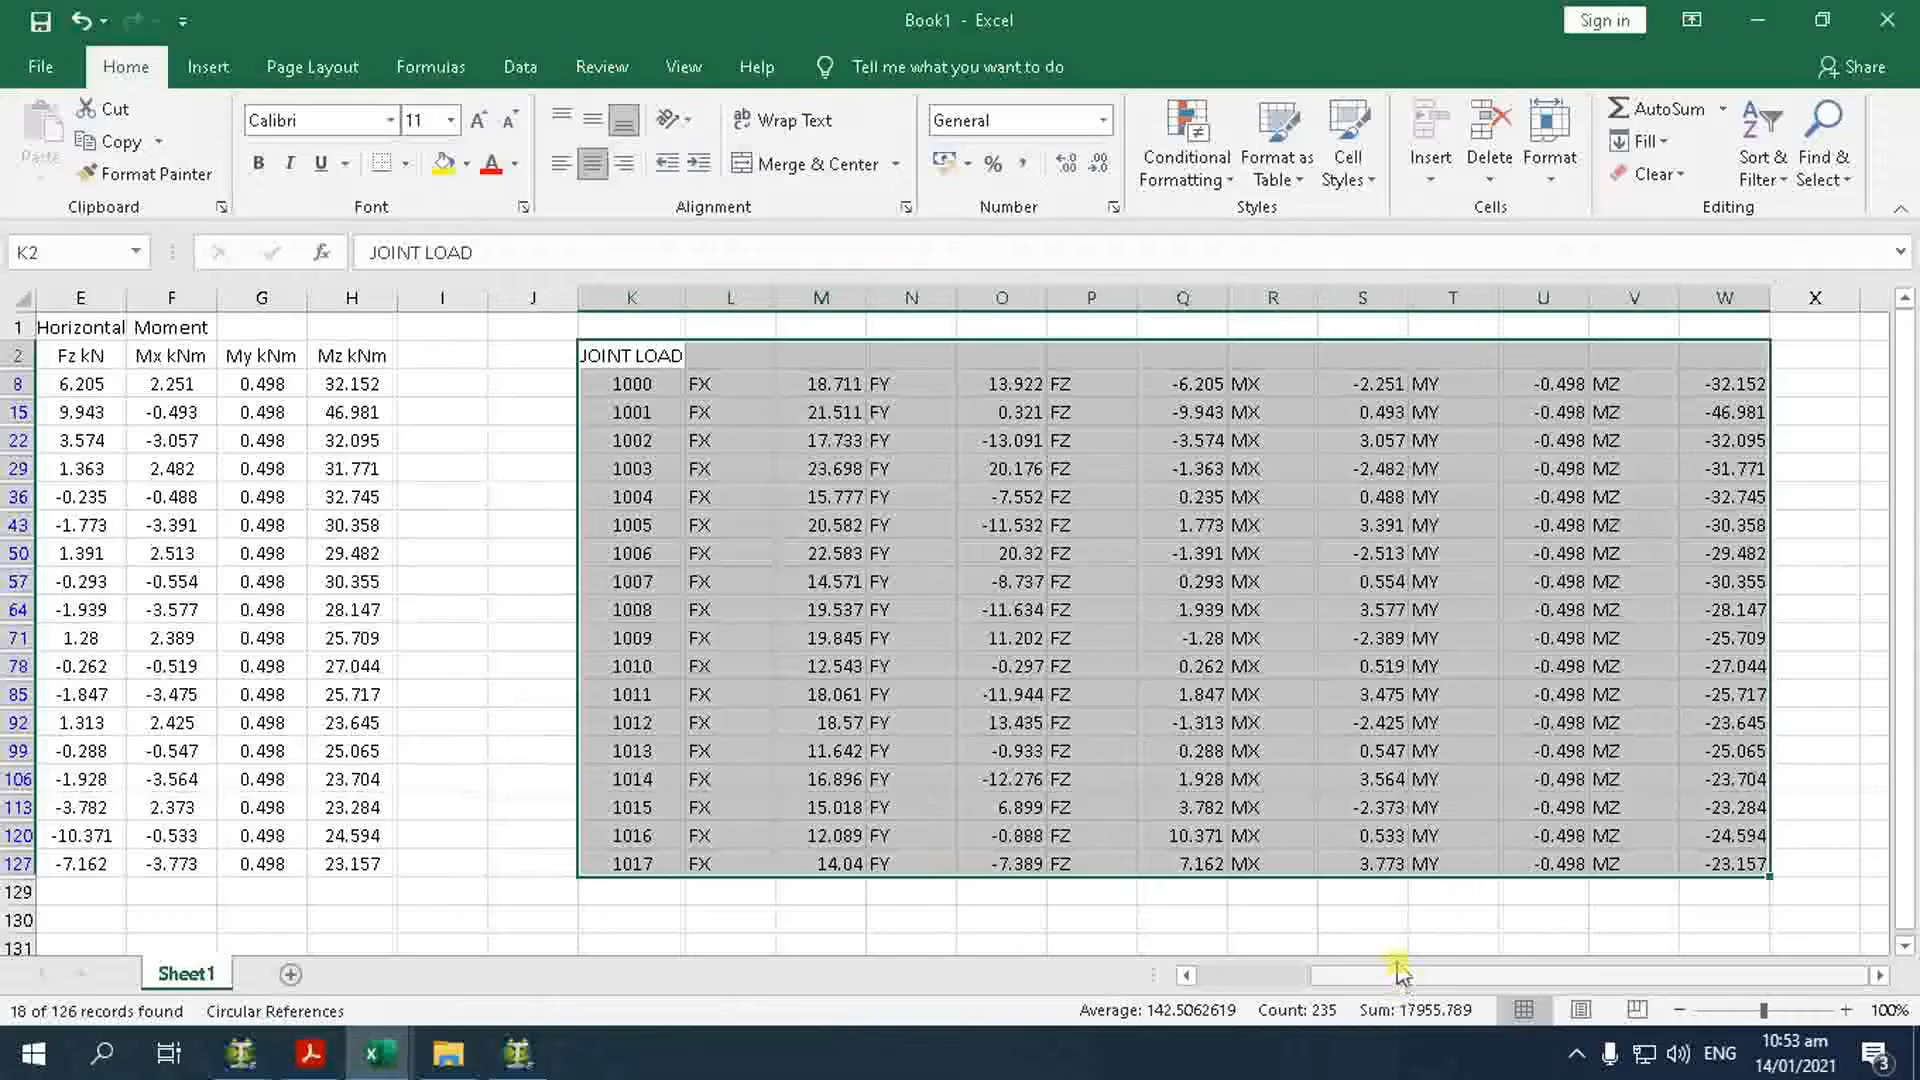 Book1 - Excel
Sign in
File Home Insert Page Layout Formulas Data Review View Help Tell me what you want to do Share
Paste
Cut
Copy
Format Painter
Clipboard
Calibri 11
B I U
Font
Wrap Text
Merge & Center
Alignment
General
%
Number
Conditional Formatting
Format as Table
Cell Styles
Styles
Insert
Delete
Format
Cells
AutoSum
Fill
Clear
Sort & Filter
Find & Select
Editing
K2 fx JOINT LOAD
E F G H I J K L M N O P Q R S T U V W X
1 Horizontal Moment
2 Fz kN Mx kNm My kNm Mz kNm JOINT LOAD
8 6.205 2.251 0.498 32.152 1000 FX 18.711 FY 13.922 FZ -6.205 MX -2.251 MY -0.498 MZ -32.152
15 9.943 -0.493 0.498 46.981 1001 FX 21.511 FY 0.321 FZ -9.943 MX 0.493 MY -0.498 MZ -46.981
22 3.574 -3.057 0.498 32.095 1002 FX 17.733 FY -13.091 FZ -3.574 MX 3.057 MY -0.498 MZ -32.095
29 1.363 2.482 0.498 31.771 1003 FX 23.698 FY 20.176 FZ -1.363 MX -2.482 MY -0.498 MZ -31.771
36 -0.235 -0.488 0.498 32.745 1004 FX 15.777 FY -7.552 FZ 0.235 MX 0.488 MY -0.498 MZ -32.745
43 -1.773 -3.391 0.498 30.358 1005 FX 20.582 FY -11.532 FZ 1.773 MX 3.391 MY -0.498 MZ -30.358
50 1.391 2.513 0.498 29.482 1006 FX 22.583 FY 20.32 FZ -1.391 MX -2.513 MY -0.498 MZ -29.482
57 -0.293 -0.554 0.498 30.355 1007 FX 14.571 FY -8.737 FZ 0.293 MX 0.554 MY -0.498 MZ -30.355
64 -1.939 -3.577 0.498 28.147 1008 FX 19.537 FY -11.634 FZ 1.939 MX 3.577 MY -0.498 MZ -28.147
71 1.28 2.389 0.498 25.709 1009 FX 19.845 FY 11.202 FZ -1.28 MX -2.389 MY -0.498 MZ -25.709
78 -0.262 -0.519 0.498 27.044 1010 FX 12.543 FY -0.297 FZ 0.262 MX 0.519 MY -0.498 MZ -27.044
85 -1.847 -3.475 0.498 25.717 1011 FX 18.061 FY -11.944 FZ 1.847 MX 3.475 MY -0.498 MZ -25.717
92 1.313 2.425 0.498 23.645 1012 FX 18.57 FY 13.435 FZ -1.313 MX -2.425 MY -0.498 MZ -23.645
99 -0.288 -0.547 0.498 25.065 1013 FX 11.642 FY -0.933 FZ 0.288 MX 0.547 MY -0.498 MZ -25.065
106 -1.928 -3.564 0.498 23.704 1014 FX 16.896 FY -12.276 FZ 1.928 MX 3.564 MY -0.498 MZ -23.704
113 -3.782 2.373 0.498 23.284 1015 FX 15.018 FY 6.899 FZ 3.782 MX -2.373 MY -0.498 MZ -23.284
120 -10.371 -0.533 0.498 24.594 1016 FX 12.089 FY -0.888 FZ 10.371 MX 0.533 MY -0.498 MZ -24.594
127 -7.162 -3.773 0.498 23.157 1017 FX 14.04 FY -7.389 FZ 7.162 MX 3.773 MY -0.498 MZ -23.157
129
130
131
Sheet1
18 of 126 records found Circular References Average: 142.5062619 Count: 235 Sum: 17955.789 100%
ENG 10:53 am
14/01/2021 3